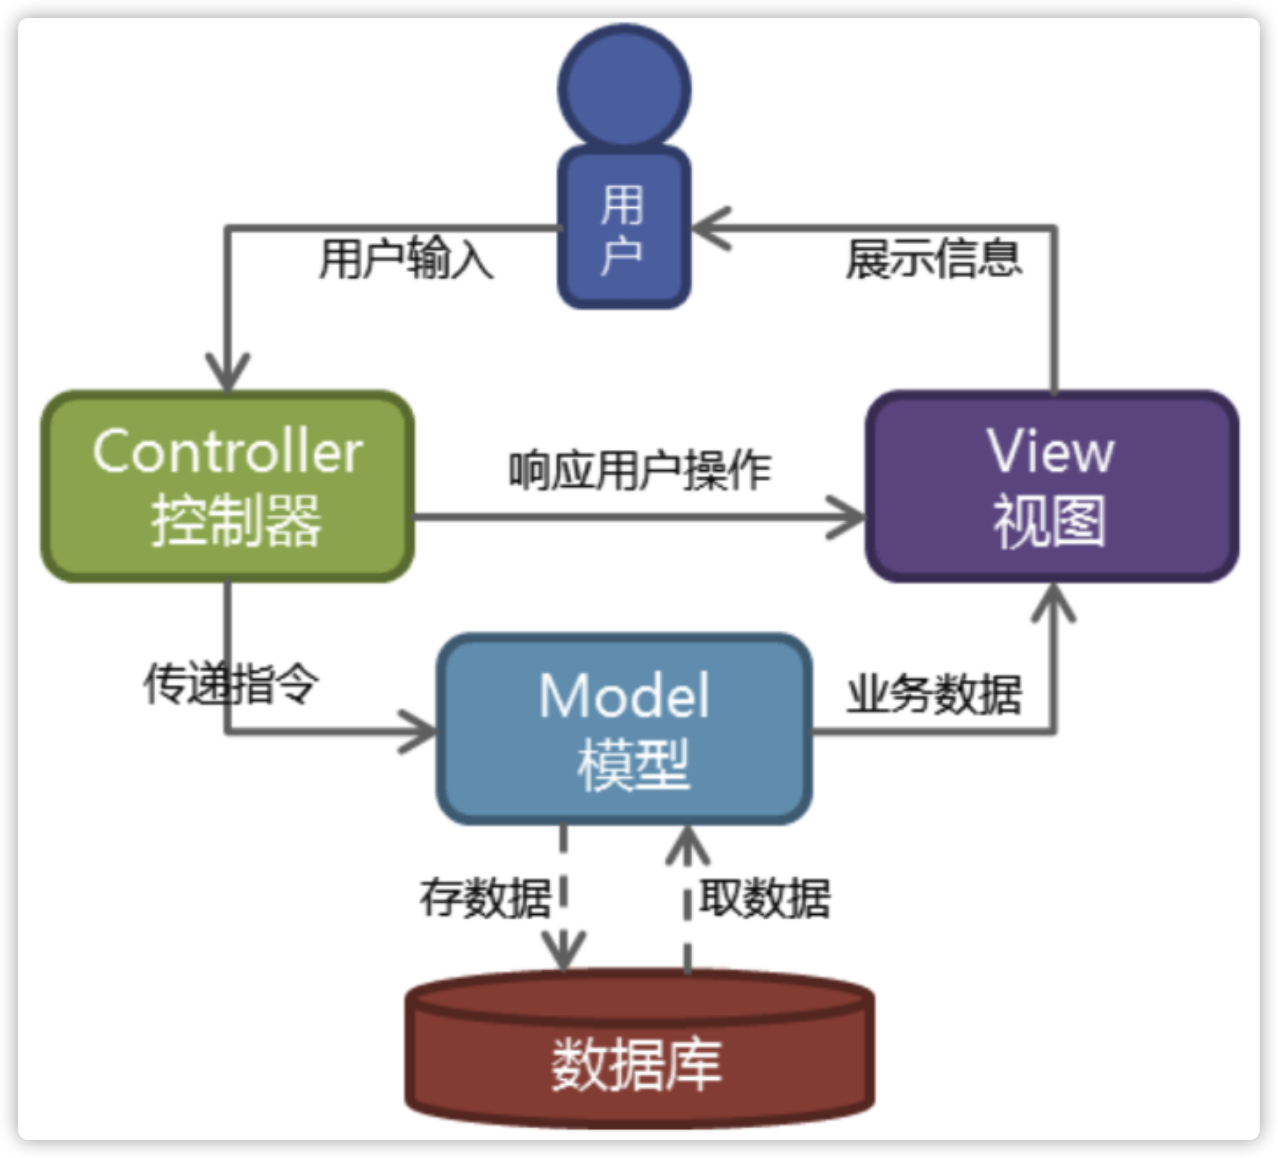 用
户
用户输入
展示信息
Controller
控制器
响应用户操作
View
视图
传递指令
Model
模型
业务数据
存数据
取数据
数据库